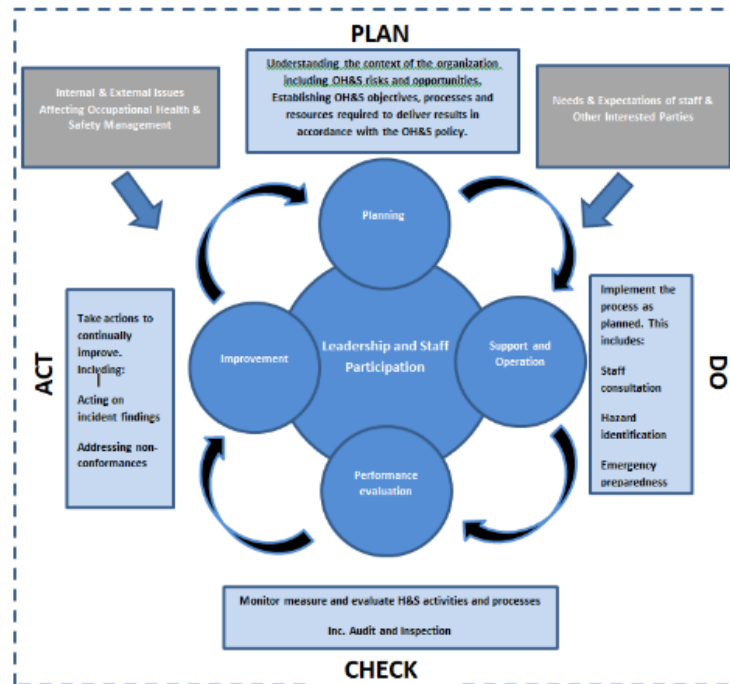 PLAN
Understanding the context of the organization,
including OH&S risks and opportunities.
Establishing OH&S objectives, processes and
resources required to deliver results in
accordance with the OH&S policy.
Internal & External Issues
Affecting Occupational Health &
Safety Management
Needs & Expectations of staff &
Other Interested Parties
Planning
ACT
Take actions to
continually
improve.
Including:
Acting on
incident findings
Addressing non-
conformances
Improvement
Leadership and Staff
Participation
Support and
Operation
Implement the
process as
planned. This
includes:
Staff
consultation
Hazard
identification
Emergency
preparedness
DO
Performance
evaluation
Monitor measure and evaluate H&S activities and processes
Inc. Audit and Inspection
CHECK